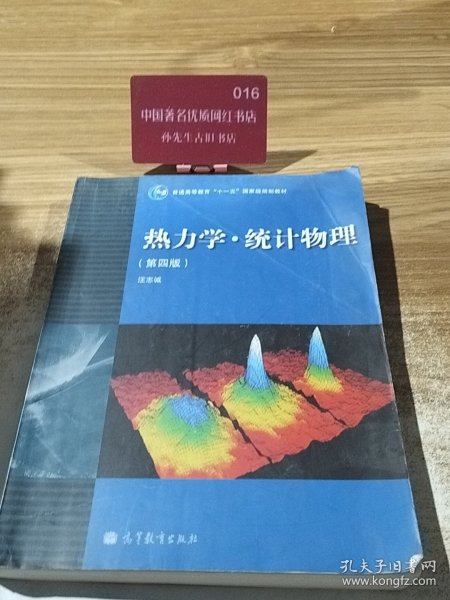 016
中国著名优质网红书店
孙先生古旧书店
普通高等教育"十一五"国家级规划教材
热力学·统计物理
(第四版)
汪志诚
高等教育出版社
孔夫子旧书网
www.kongfz.com